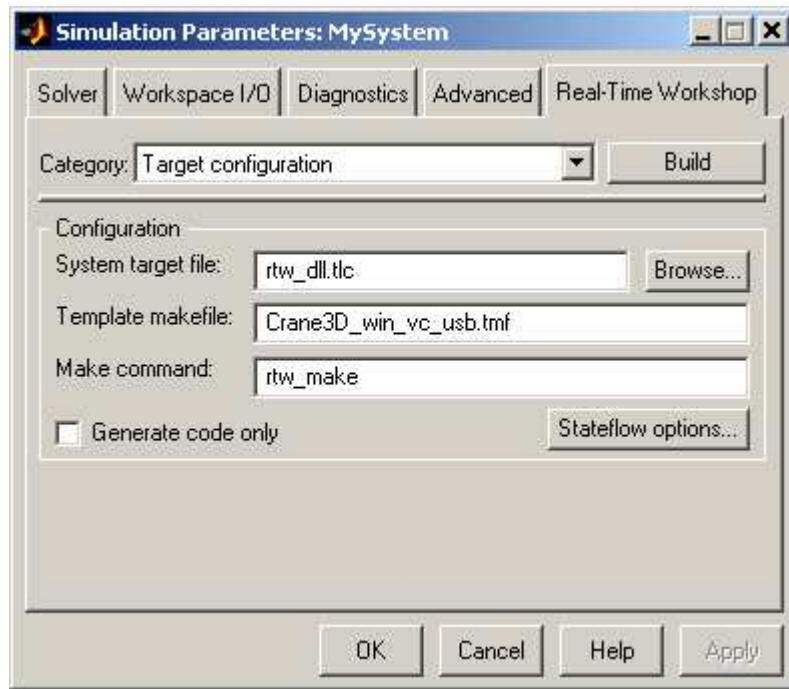 Simulation Parameters: MySystem
Solver Workspace I/O Diagnostics Advanced Real-Time Workshop
Category: Target configuration Build
Configuration
System target file: rtw_dll.tlc Browse...
Template makefile: Crane3D_win_vc_usb.tmf
Make command: rtw_make
Generate code only Stateflow options...
OK Cancel Help Apply